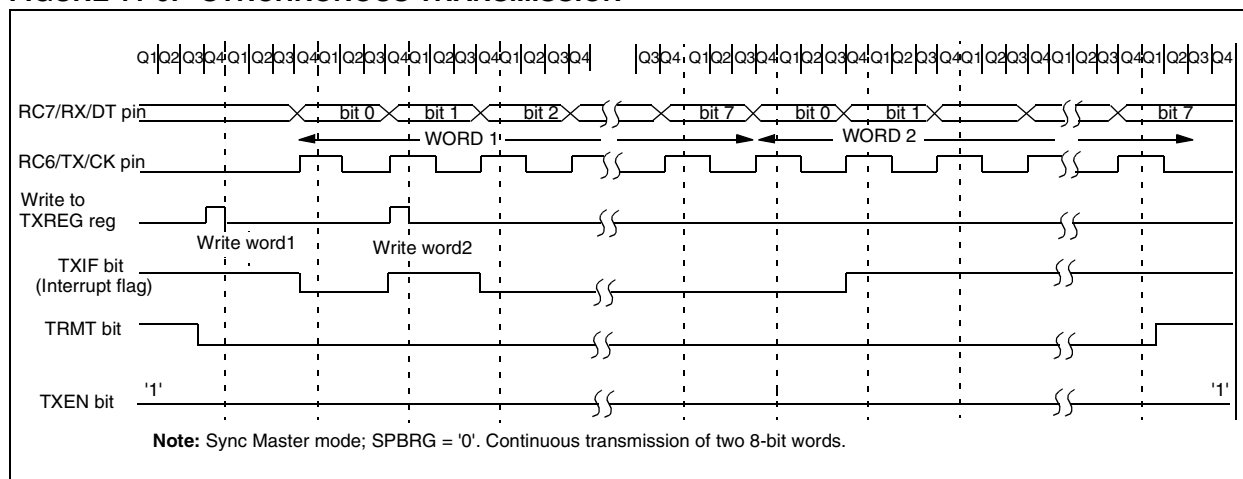 Q1 Q2 Q3 Q4 Q1 Q2 Q3 Q4 Q1 Q2 Q3 Q4 Q1 Q2 Q3 Q4 Q1 Q2 Q3 Q4 Q3 Q4 Q1 Q2 Q3 Q4 Q1 Q2 Q3 Q4 Q1 Q2 Q3 Q4 Q1 Q2 Q3 Q4 Q1 Q2 Q3 Q4 Q1 Q2 Q3 Q4
RC7/RX/DT pin bit 0 bit 1 bit 2 bit 7 bit 0 bit 1 bit 7
WORD 1 WORD 2
RC6/TX/CK pin
Write to
TXREG reg
Write word1 Write word2
TXIF bit
(Interrupt flag)
TRMT bit
'1' '1'
TXEN bit
Note: Sync Master mode; SPBRG = '0'. Continuous transmission of two 8-bit words.